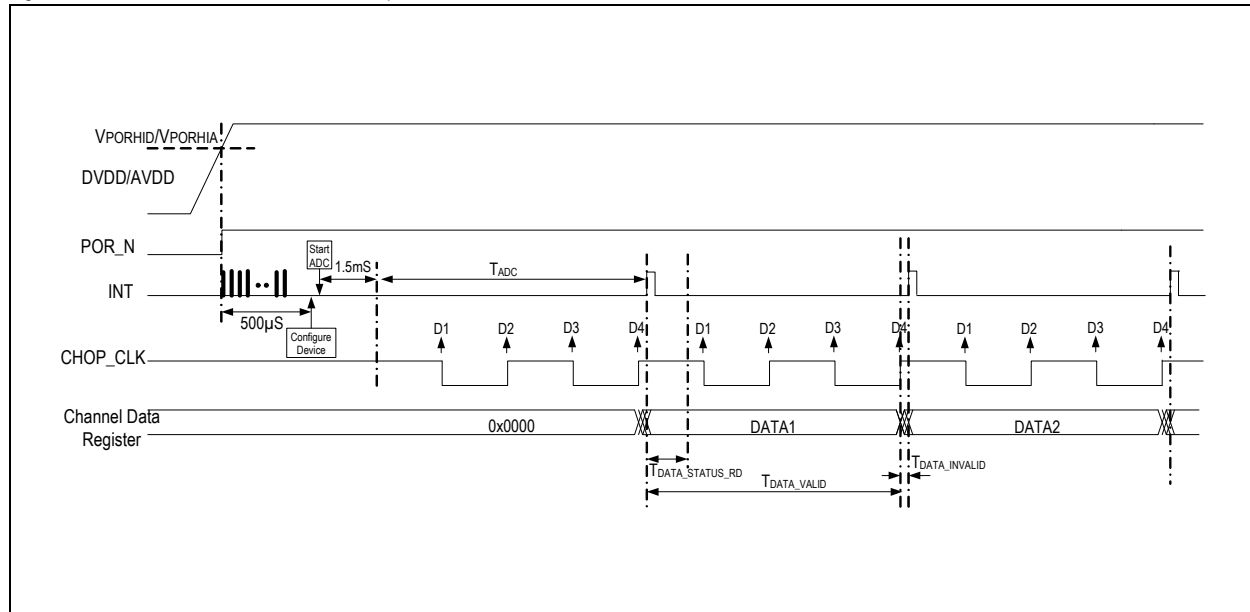 VPORHID/VPORHIA
DVDD/AVDD
POR_N
Start
ADC
1.5mS
TADC
INT
500µS
Configure
Device
D1 D2 D3 D4 D1 D2 D3 D4 D1 D2 D3 D4
CHOP_CLK
Channel Data
Register
0x0000 DATA1 DATA2
TDATA_STATUS_RD
TDATA_INVALID
TDATA_VALID